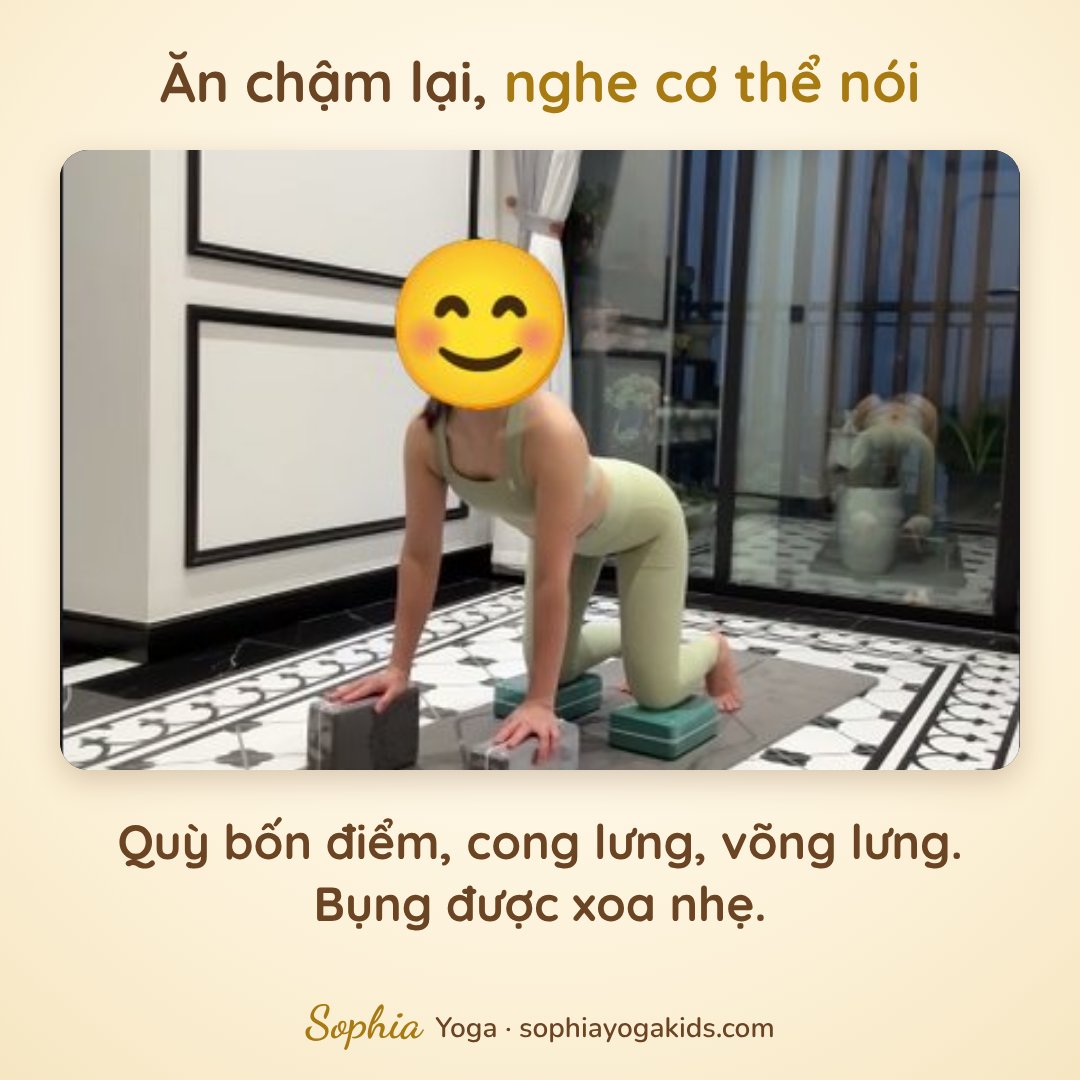 Ăn chậm lại, nghe cơ thể nói
Quỳ bốn điểm, cong lưng, võng lưng.
Bụng được xoa nhẹ.
Sophia Yoga · sophiayogakids.com